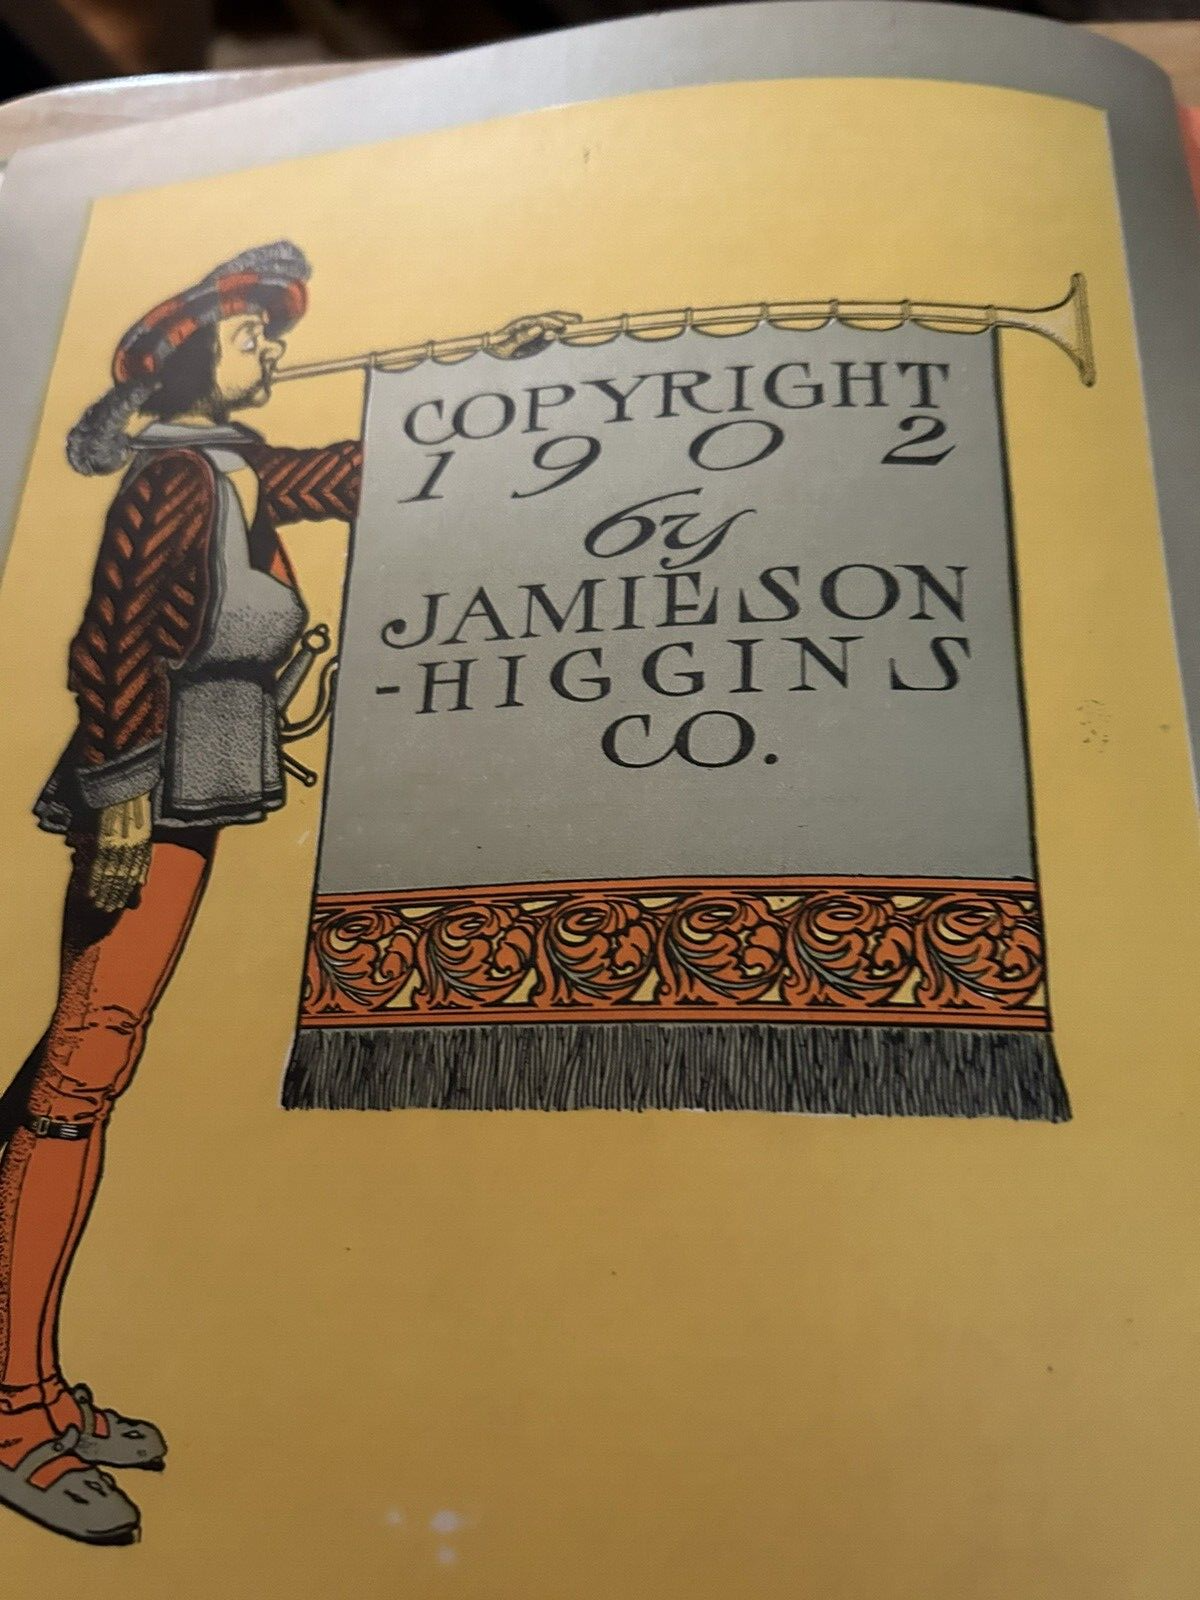 COPYRIGHT
1902
by
JAMIESON
-HIGGINS
CO.